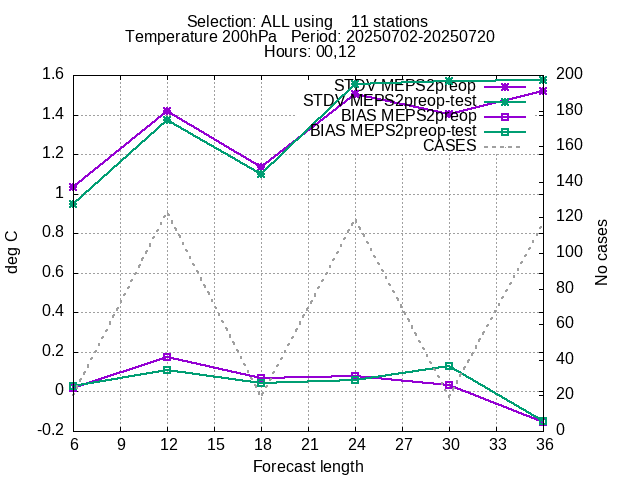 Selection: ALL using    11 stations
Temperature 200hPa   Period: 20250702-20250720
Hours: 00,12
STDV MEPS2preop
STDV MEPS2preop-test
BIAS MEPS2preop
BIAS MEPS2preop-test
CASES
deg C
1.6
1.4
1.2
1
0.8
0.6
0.4
0.2
0
-0.2
200
180
160
140
120
100
80
60
40
20
0
No cases
6 9 12 15 18 21 24 27 30 33 36
Forecast length